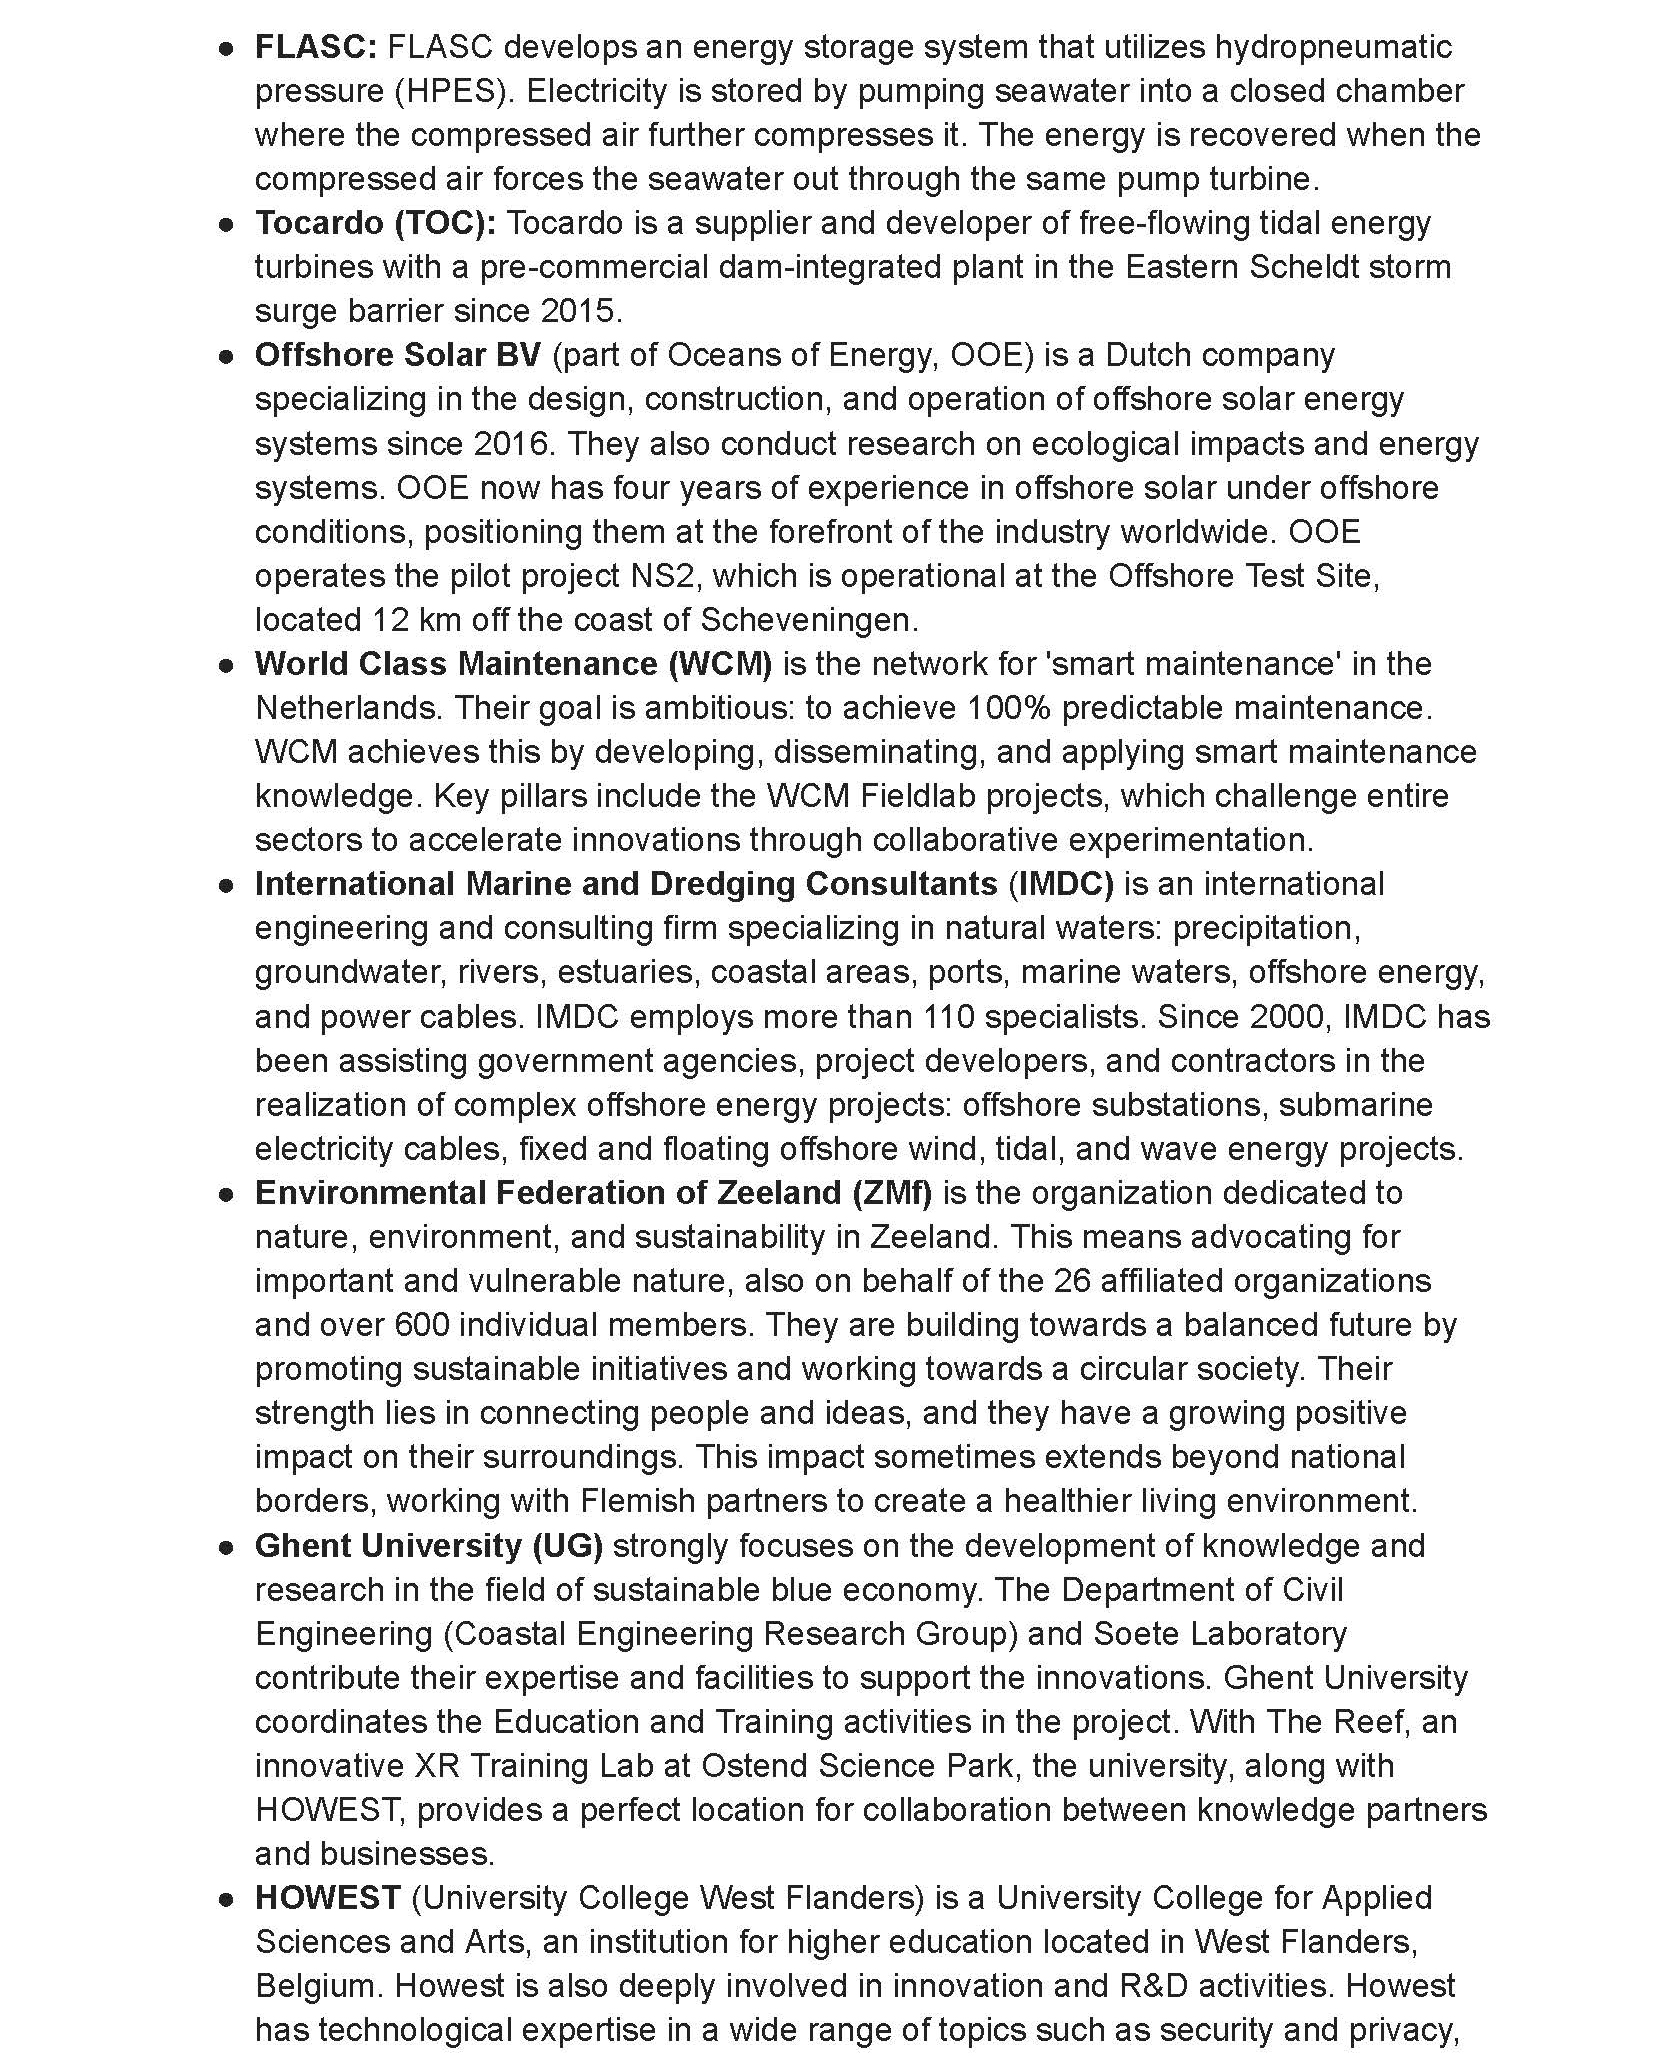 ● FLASC: FLASC develops an energy storage system that utilizes hydropneumatic
pressure (HPES). Electricity is stored by pumping seawater into a closed chamber
where the compressed air further compresses it. The energy is recovered when the
compressed air forces the seawater out through the same pump turbine.
● Tocardo (TOC): Tocardo is a supplier and developer of free-flowing tidal energy
turbines with a pre-commercial dam-integrated plant in the Eastern Scheldt storm
surge barrier since 2015.
● Offshore Solar BV (part of Oceans of Energy, OOE) is a Dutch company
specializing in the design, construction, and operation of offshore solar energy
systems since 2016. They also conduct research on ecological impacts and energy
systems. OOE now has four years of experience in offshore solar under offshore
conditions, positioning them at the forefront of the industry worldwide. OOE
operates the pilot project NS2, which is operational at the Offshore Test Site,
located 12 km off the coast of Scheveningen.
● World Class Maintenance (WCM) is the network for 'smart maintenance' in the
Netherlands. Their goal is ambitious: to achieve 100% predictable maintenance.
WCM achieves this by developing, disseminating, and applying smart maintenance
knowledge. Key pillars include the WCM Fieldlab projects, which challenge entire
sectors to accelerate innovations through collaborative experimentation.
● International Marine and Dredging Consultants (IMDC) is an international
engineering and consulting firm specializing in natural waters: precipitation,
groundwater, rivers, estuaries, coastal areas, ports, marine waters, offshore energy,
and power cables. IMDC employs more than 110 specialists. Since 2000, IMDC has
been assisting government agencies, project developers, and contractors in the
realization of complex offshore energy projects: offshore substations, submarine
electricity cables, fixed and floating offshore wind, tidal, and wave energy projects.
● Environmental Federation of Zeeland (ZMf) is the organization dedicated to
nature, environment, and sustainability in Zeeland. This means advocating for
important and vulnerable nature, also on behalf of the 26 affiliated organizations
and over 600 individual members. They are building towards a balanced future by
promoting sustainable initiatives and working towards a circular society. Their
strength lies in connecting people and ideas, and they have a growing positive
impact on their surroundings. This impact sometimes extends beyond national
borders, working with Flemish partners to create a healthier living environment.
● Ghent University (UG) strongly focuses on the development of knowledge and
research in the field of sustainable blue economy. The Department of Civil
Engineering (Coastal Engineering Research Group) and Soete Laboratory
contribute their expertise and facilities to support the innovations. Ghent University
coordinates the Education and Training activities in the project. With The Reef, an
innovative XR Training Lab at Ostend Science Park, the university, along with
HOWEST, provides a perfect location for collaboration between knowledge partners
and businesses.
● HOWEST (University College West Flanders) is a University College for Applied
Sciences and Arts, an institution for higher education located in West Flanders,
Belgium. Howest is also deeply involved in innovation and R&D activities. Howest
has technological expertise in a wide range of topics such as security and privacy,